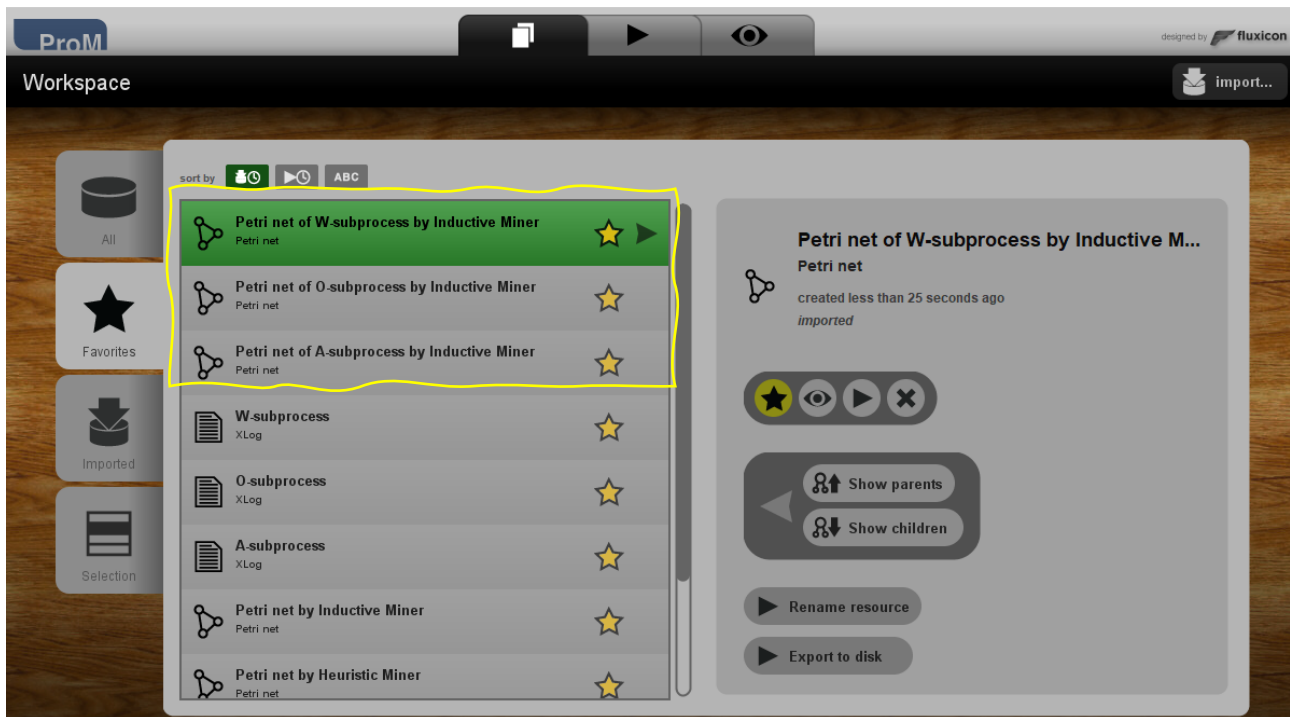 ProM
designed by fluxicon
Workspace
import...
sort by
ABC
All
Favorites
Imported
Selection
Petri net of W-subprocess by Inductive Miner
Petri net
Petri net of O-subprocess by Inductive Miner
Petri net
Petri net of A-subprocess by Inductive Miner
Petri net
W-subprocess
XLog
O-subprocess
XLog
A-subprocess
XLog
Petri net by Inductive Miner
Petri net
Petri net by Heuristic Miner
Petri net
Petri net of W-subprocess by Inductive M...
Petri net
created less than 25 seconds ago
imported
Show parents
Show children
Rename resource
Export to disk